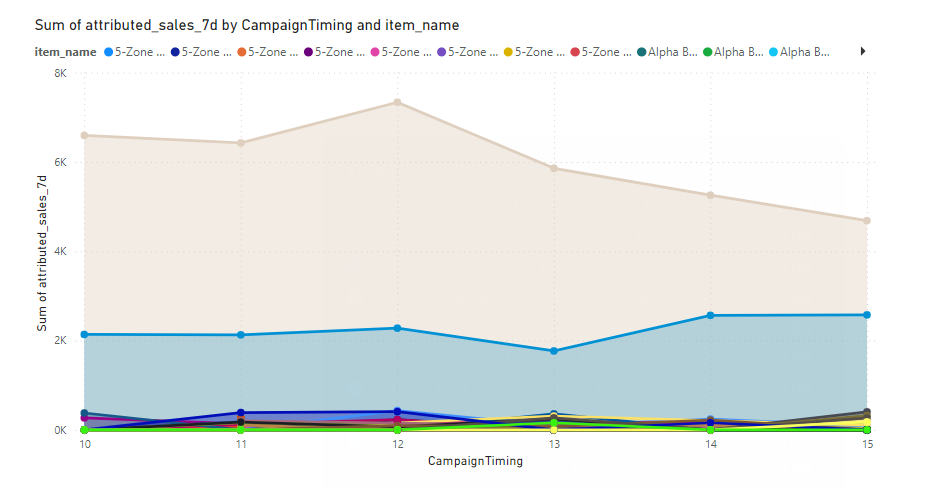 Sum of attributed_sales_7d by CampaignTiming and item_name
item_name 5-Zone ... 5-Zone ... 5-Zone ... 5-Zone ... 5-Zone ... 5-Zone ... 5-Zone ... 5-Zone ... Alpha B... Alpha B... Alpha B...
8K
6K
4K
2K
0K
Sum of attributed_sales_7d
10 11 12 13 14 15
CampaignTiming